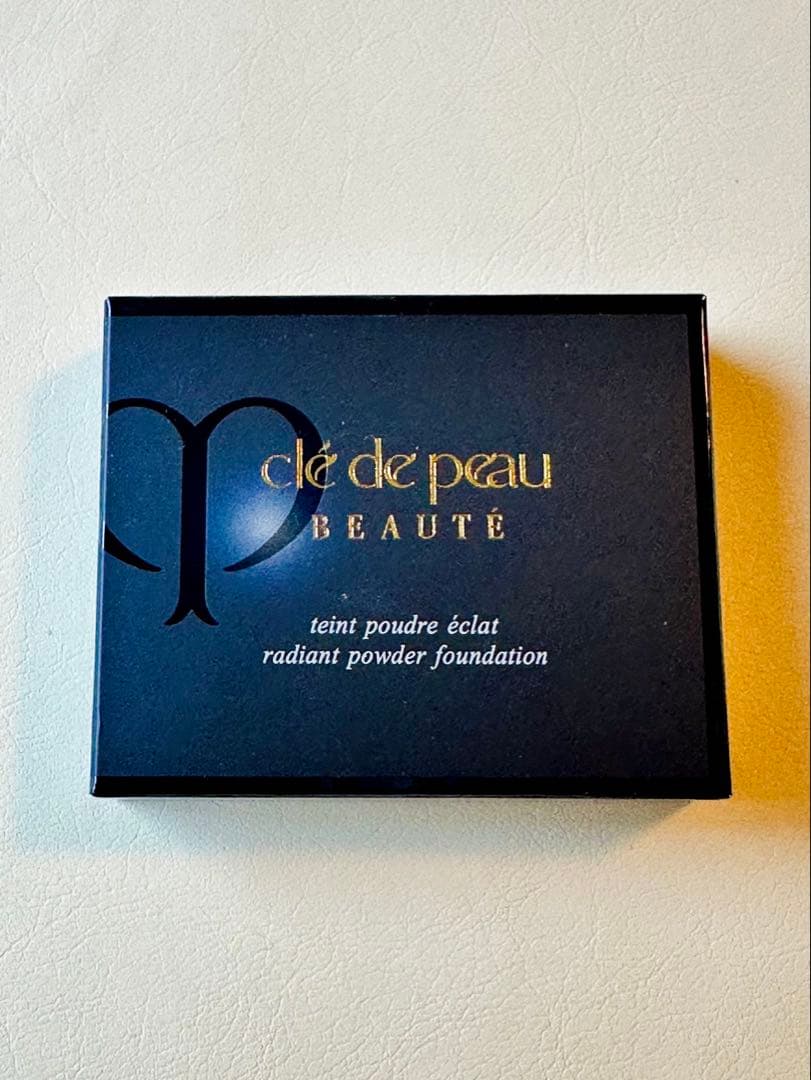 clé de peau
BEAUTÉ
teint poudre éclat
radiant powder foundation